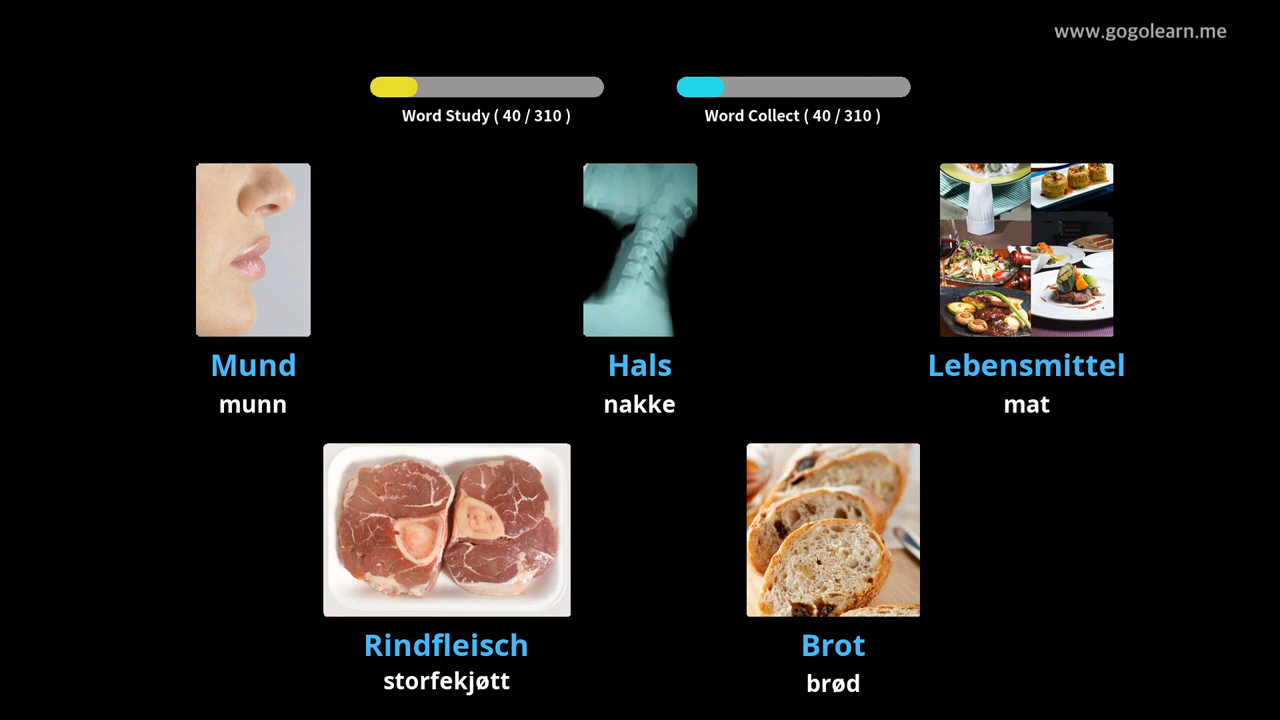 www.gogolearn.me
Word Study ( 40 / 310 )
Word Collect ( 40 / 310 )
Mund
munn
Hals
nakke
Lebensmittel
mat
Rindfleisch
storfekjøtt
Brot
brød